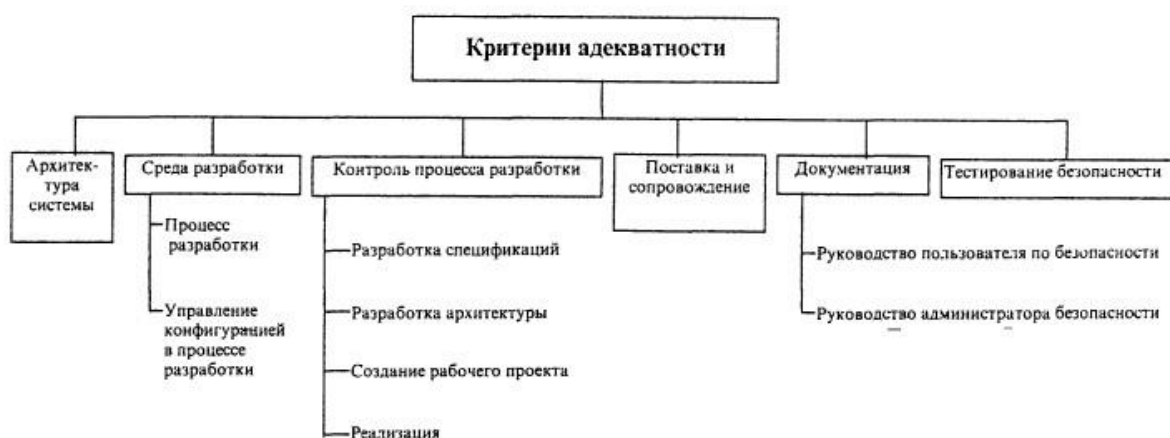 Критерии адекватности
Архитек-
тура
системы
Среда разработки
Процесс
разработки
Управление
конфигурацией
в процессе
разработки
Контроль процесса разработки
Разработка спецификаций
Разработка архитектуры
Создание рабочего проекта
Реализация
Поставка и
сопровождение
Документация
Руководство пользователя по безопасности
Руководство администратора безопасности
Тестирование безопасности